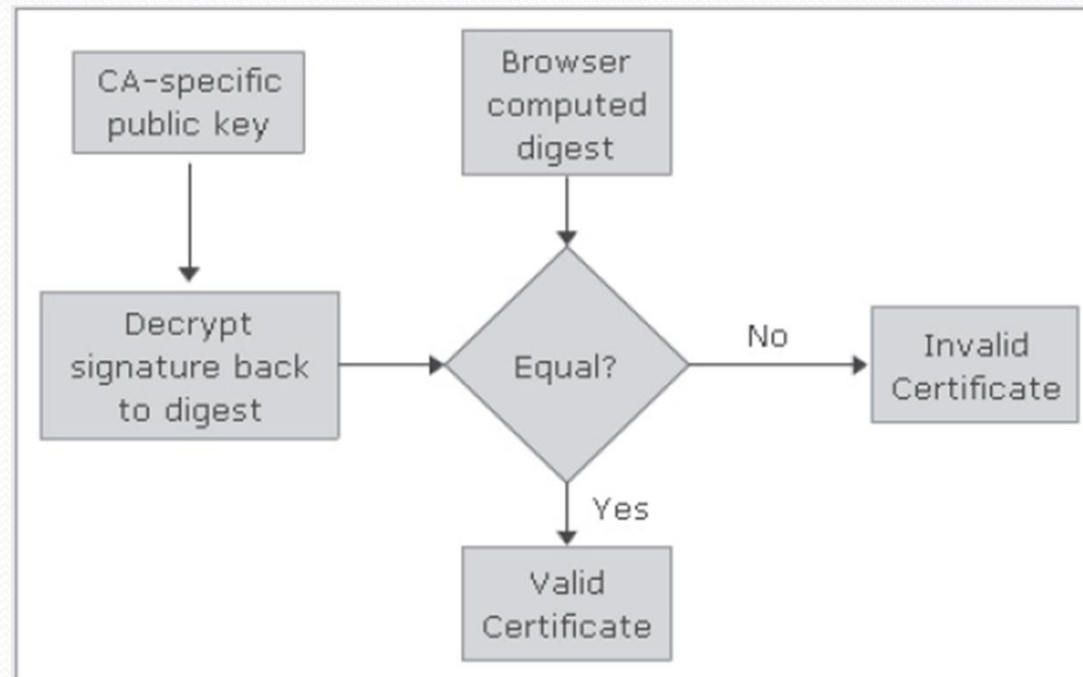 CA-specific
public key
Browser
computed
digest
Decrypt
signature back
to digest
Equal?
No
Invalid
Certificate
Yes
Valid
Certificate